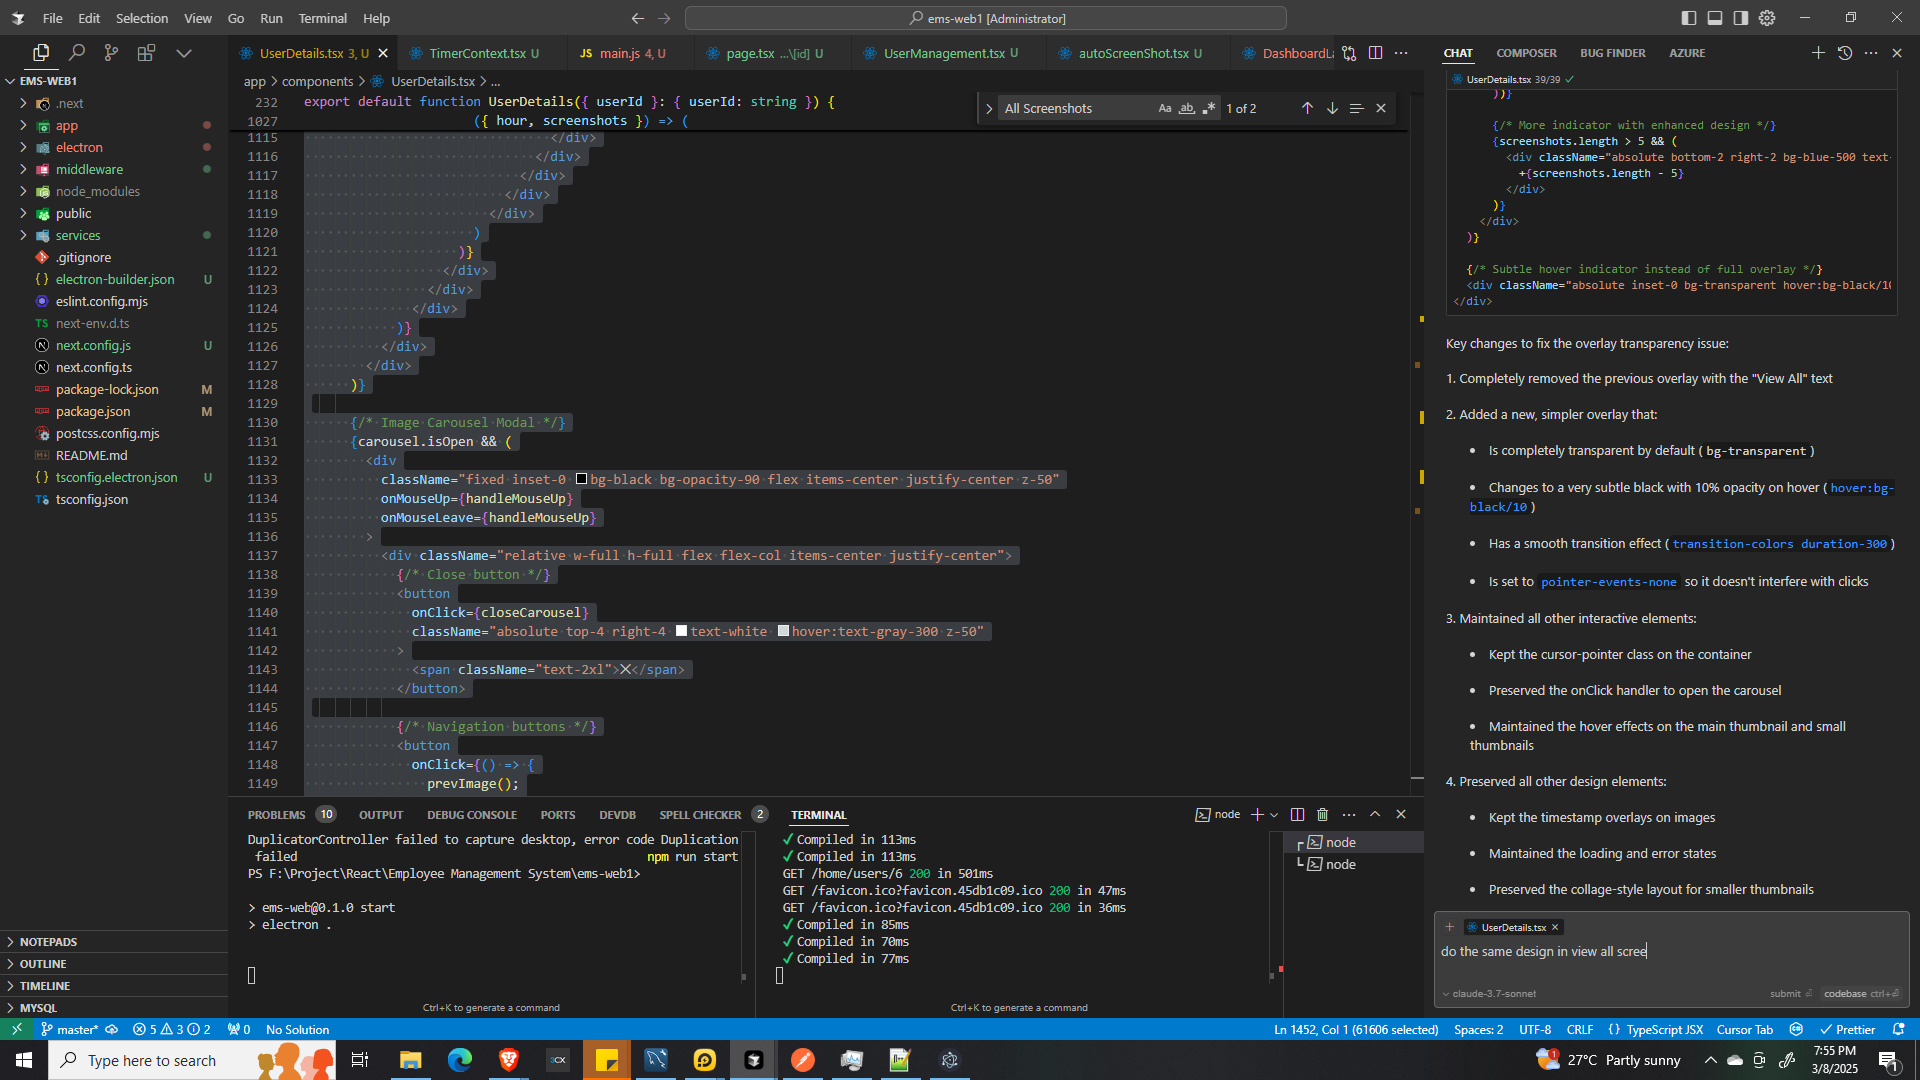 File Edit Selection View Go Run Terminal Help
ems-web1 [Administrator]
EMS-WEB1
.next
app
electron
middleware
node_modules
public
services
.gitignore
electron-builder.json U
eslint.config.mjs
next-env.d.ts
next.config.js U
next.config.ts
package-lock.json M
package.json M
postcss.config.mjs
README.md
tsconfig.electron.json U
tsconfig.json
NOTEPADS
OUTLINE
TIMELINE
MYSQL
UserDetails.tsx 3, U
TimerContext.tsx U
JS main.js 4, U
page.tsx ...\[id] U
UserManagement.tsx U
autoScreenShot.tsx U
DashboardLa
app > components > UserDetails.tsx > ...
All Screenshots
1 of 2
232 export default function UserDetails({ userId }: { userId: string }) {
1027 ({ hour, screenshots }) => (
1115 </div>
1116 </div>
1117 </div>
1118 </div>
1119 </div>
1120 )
1121 )}
1122 </div>
1123 </div>
1124 </div>
1125 )}
1126 </div>
1127 </div>
1128 )}
1129
1130 {/* Image Carousel Modal */}
1131 {carousel.isOpen && (
1132 <div
1133 className="fixed inset-0 bg-black bg-opacity-90 flex items-center justify-center z-50"
1134 onMouseUp={handleMouseUp}
1135 onMouseLeave={handleMouseUp}
1136 >
1137 <div className="relative w-full h-full flex flex-col items-center justify-center">
1138 {/* Close button */}
1139 <button
1140 onClick={closeCarousel}
1141 className="absolute top-4 right-4 text-white hover:text-gray-300 z-50"
1142 >
1143 <span className="text-2xl">✕</span>
1144 </button>
1145
1146 {/* Navigation buttons */}
1147 <button
1148 onClick={() => {
1149 prevImage();
PROBLEMS 10 OUTPUT DEBUG CONSOLE PORTS DEVDB SPELL CHECKER 2 TERMINAL
node
DuplicatorController failed to capture desktop, error code Duplication
failed npm run start
PS F:\Project\React\Employee Management System\ems-web1>
> ems-web@0.1.0 start
> electron .
Ctrl+K to generate a command
✓ Compiled in 113ms
✓ Compiled in 113ms
GET /home/users/6 200 in 501ms
GET /favicon.ico?favicon.45db1c09.ico 200 in 47ms
GET /favicon.ico?favicon.45db1c09.ico 200 in 36ms
✓ Compiled in 85ms
✓ Compiled in 70ms
✓ Compiled in 77ms
Ctrl+K to generate a command
node
node
CHAT COMPOSER BUG FINDER AZURE
UserDetails.tsx 39/39 ✓
))}
{/* More indicator with enhanced design */}
{screenshots.length > 5 && (
<div className="absolute bottom-2 right-2 bg-blue-500 text-
+{screenshots.length - 5}
</div>
)}
</div>
)}
{/* Subtle hover indicator instead of full overlay */}
<div className="absolute inset-0 bg-transparent hover:bg-black/10
</div>
Key changes to fix the overlay transparency issue:
1. Completely removed the previous overlay with the "View All" text
2. Added a new, simpler overlay that:
• Is completely transparent by default ( bg-transparent )
• Changes to a very subtle black with 10% opacity on hover ( hover:bg-
black/10 )
• Has a smooth transition effect ( transition-colors duration-300 )
• Is set to pointer-events-none so it doesn't interfere with clicks
3. Maintained all other interactive elements:
• Kept the cursor-pointer class on the container
• Preserved the onClick handler to open the carousel
• Maintained the hover effects on the main thumbnail and small
thumbnails
4. Preserved all other design elements:
• Kept the timestamp overlays on images
• Maintained the loading and error states
• Preserved the collage-style layout for smaller thumbnails
UserDetails.tsx
do the same design in view all scree
claude-3.7-sonnet submit codebase ctrl+
master* 5 3 2 0 No Solution
Ln 1452, Col 1 (61606 selected) Spaces: 2 UTF-8 CRLF {} TypeScript JSX Cursor Tab Prettier
Type here to search
27°C Partly sunny
7:55 PM
3/8/2025
1